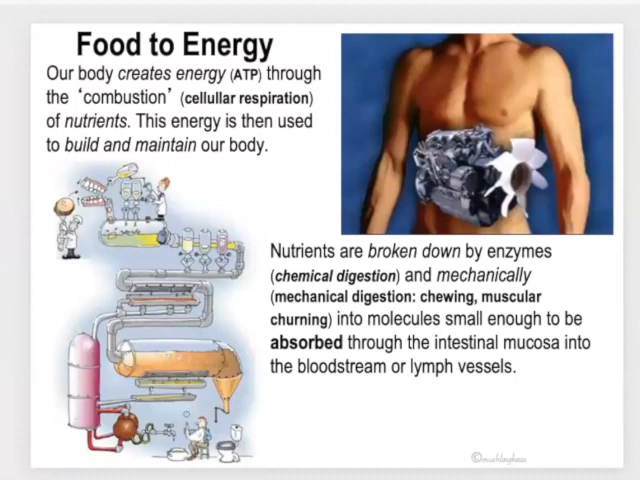 Food to Energy
Our body creates energy (ATP) through
the ‘combustion’ (cellullar respiration)
of nutrients. This energy is then used
to build and maintain our body.
Nutrients are broken down by enzymes
(chemical digestion) and mechanically
(mechanical digestion: chewing, muscular
churning) into molecules small enough to be
absorbed through the intestinal mucosa into
the bloodstream or lymph vessels.